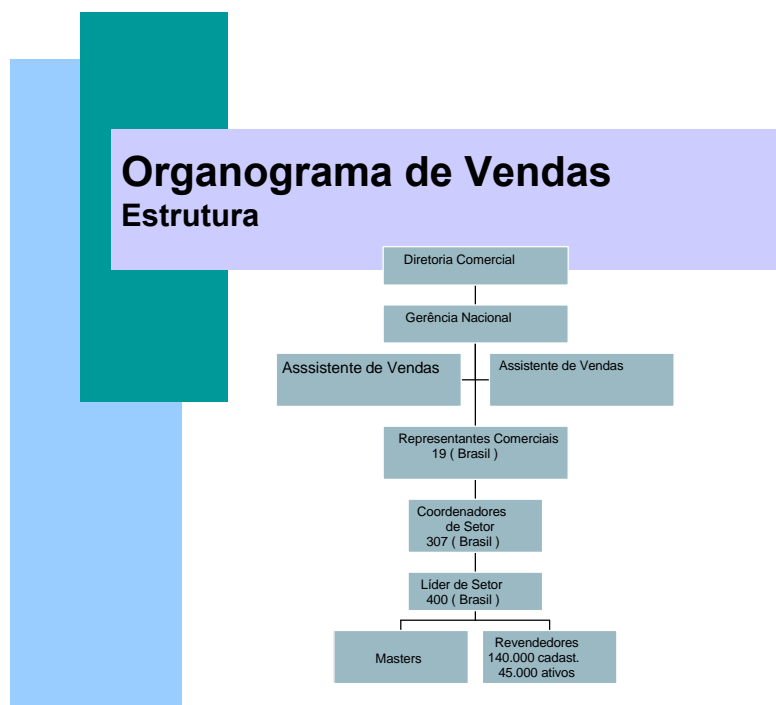 Organograma de Vendas
Estrutura
Diretoria Comercial
Gerência Nacional
Asssistente de Vendas
Assistente de Vendas
Representantes Comerciais
19 ( Brasil )
Coordenadores
de Setor
307 ( Brasil )
Líder de Setor
400 ( Brasil )
Masters
Revendedores
140.000 cadast.
45.000 ativos